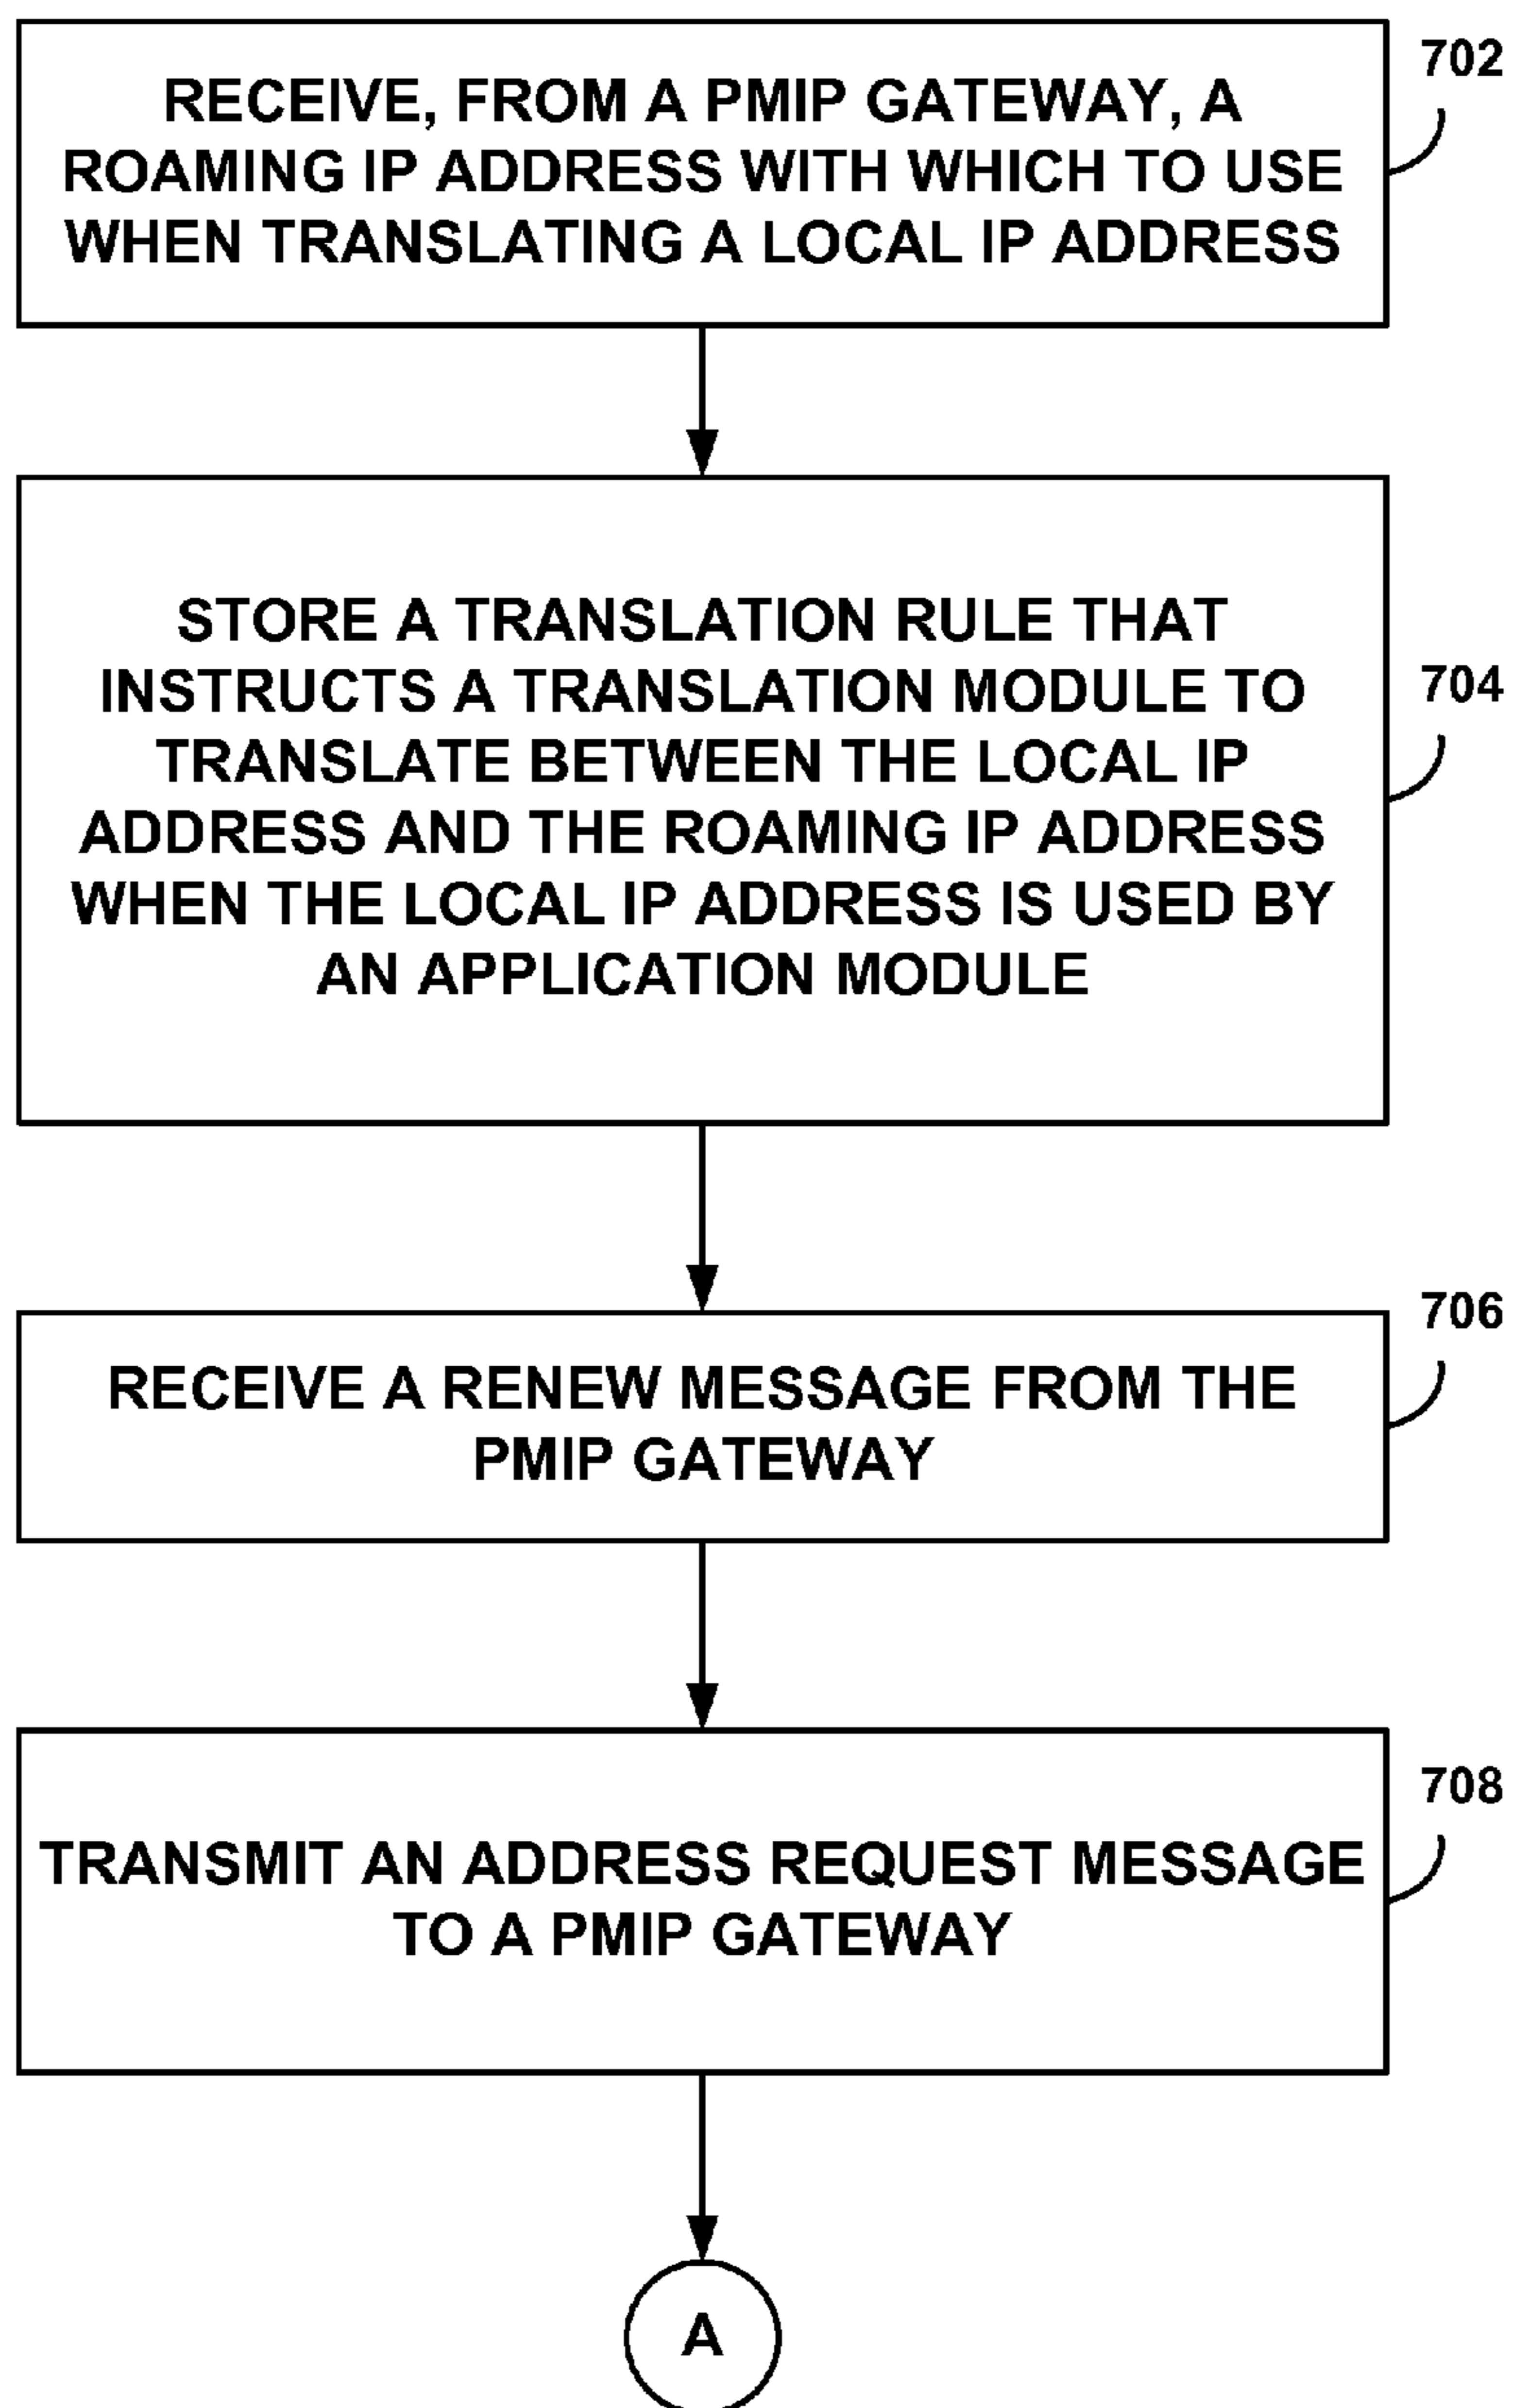 RECEIVE, FROM A PMIP GATEWAY, A
ROAMING IP ADDRESS WITH WHICH TO USE
WHEN TRANSLATING A LOCAL IP ADDRESS
702
STORE A TRANSLATION RULE THAT
INSTRUCTS A TRANSLATION MODULE TO
TRANSLATE BETWEEN THE LOCAL IP
ADDRESS AND THE ROAMING IP ADDRESS
WHEN THE LOCAL IP ADDRESS IS USED BY
AN APPLICATION MODULE
704
RECEIVE A RENEW MESSAGE FROM THE
PMIP GATEWAY
706
TRANSMIT AN ADDRESS REQUEST MESSAGE
TO A PMIP GATEWAY
708
A